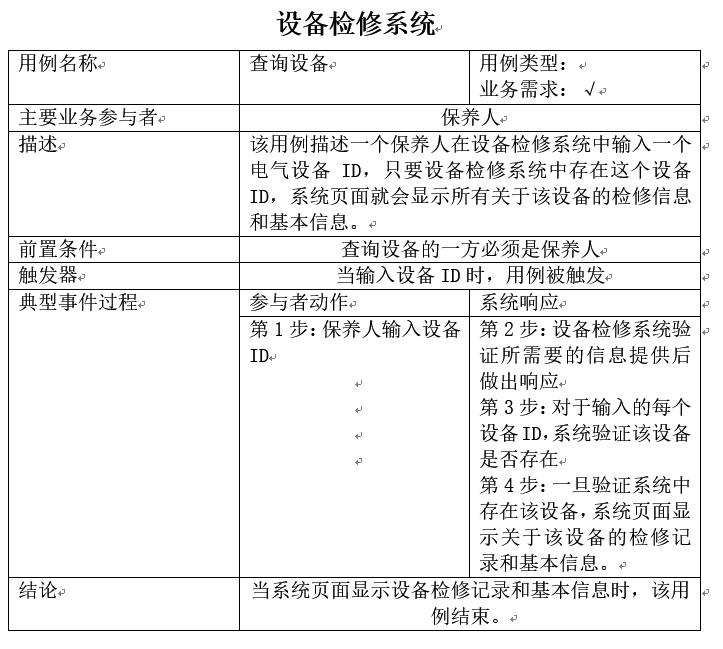 设备检修系统
用例名称
查询设备
用例类型：
业务需求：√
主要业务参与者
保养人
描述
该用例描述一个保养人在设备检修系统中输入一个
电气设备 ID，只要设备检修系统中存在这个设备
ID，系统页面就会显示所有关于该设备的检修信息
和基本信息。
前置条件
查询设备的一方必须是保养人
触发器
当输入设备 ID 时，用例被触发
典型事件过程
参与者动作
系统响应
第 1 步：保养人输入设备
ID
第 2 步：设备检修系统验
证所需要的信息提供后
做出响应
第 3 步：对于输入的每个
设备 ID，系统验证该设备
是否存在
第 4 步：一旦验证系统中
存在该设备，系统页面显
示关于该设备的检修记
录和基本信息。
结论
当系统页面显示设备检修记录和基本信息时，该用
例结束。